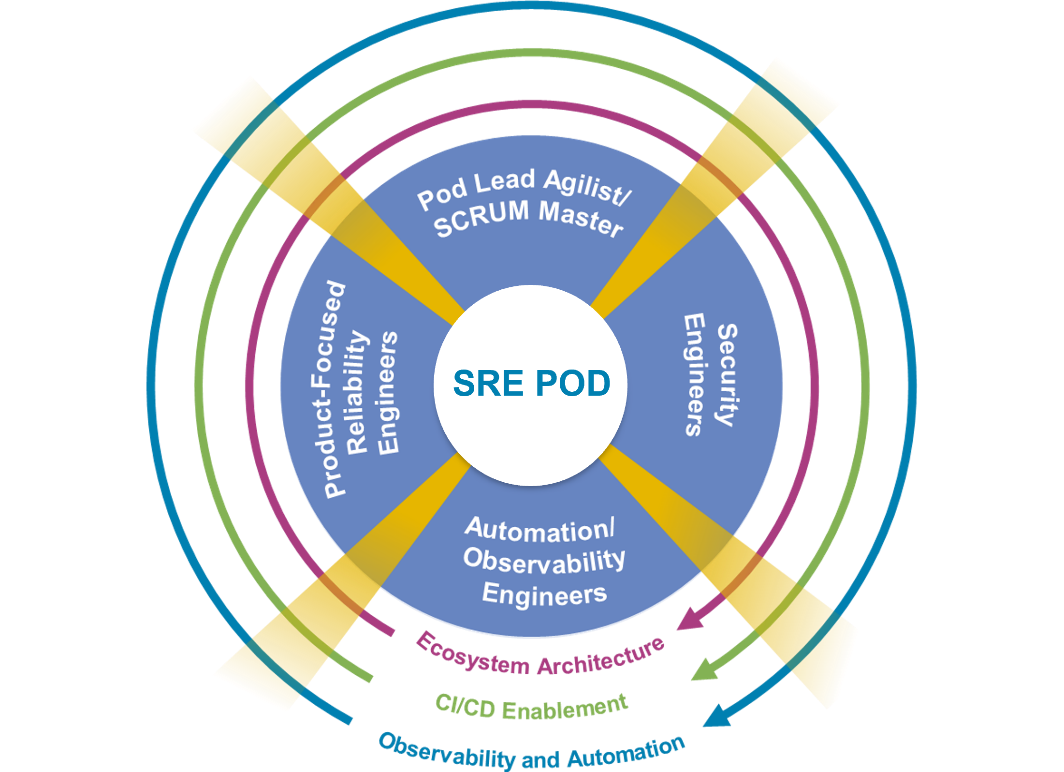 Pod Lead Agilist/
SCRUM Master
Product-Focused
Reliability
Engineers
SRE POD
Security
Engineers
Automation/
Observability
Engineers
Ecosystem Architecture
CI/CD Enablement
Observability and Automation